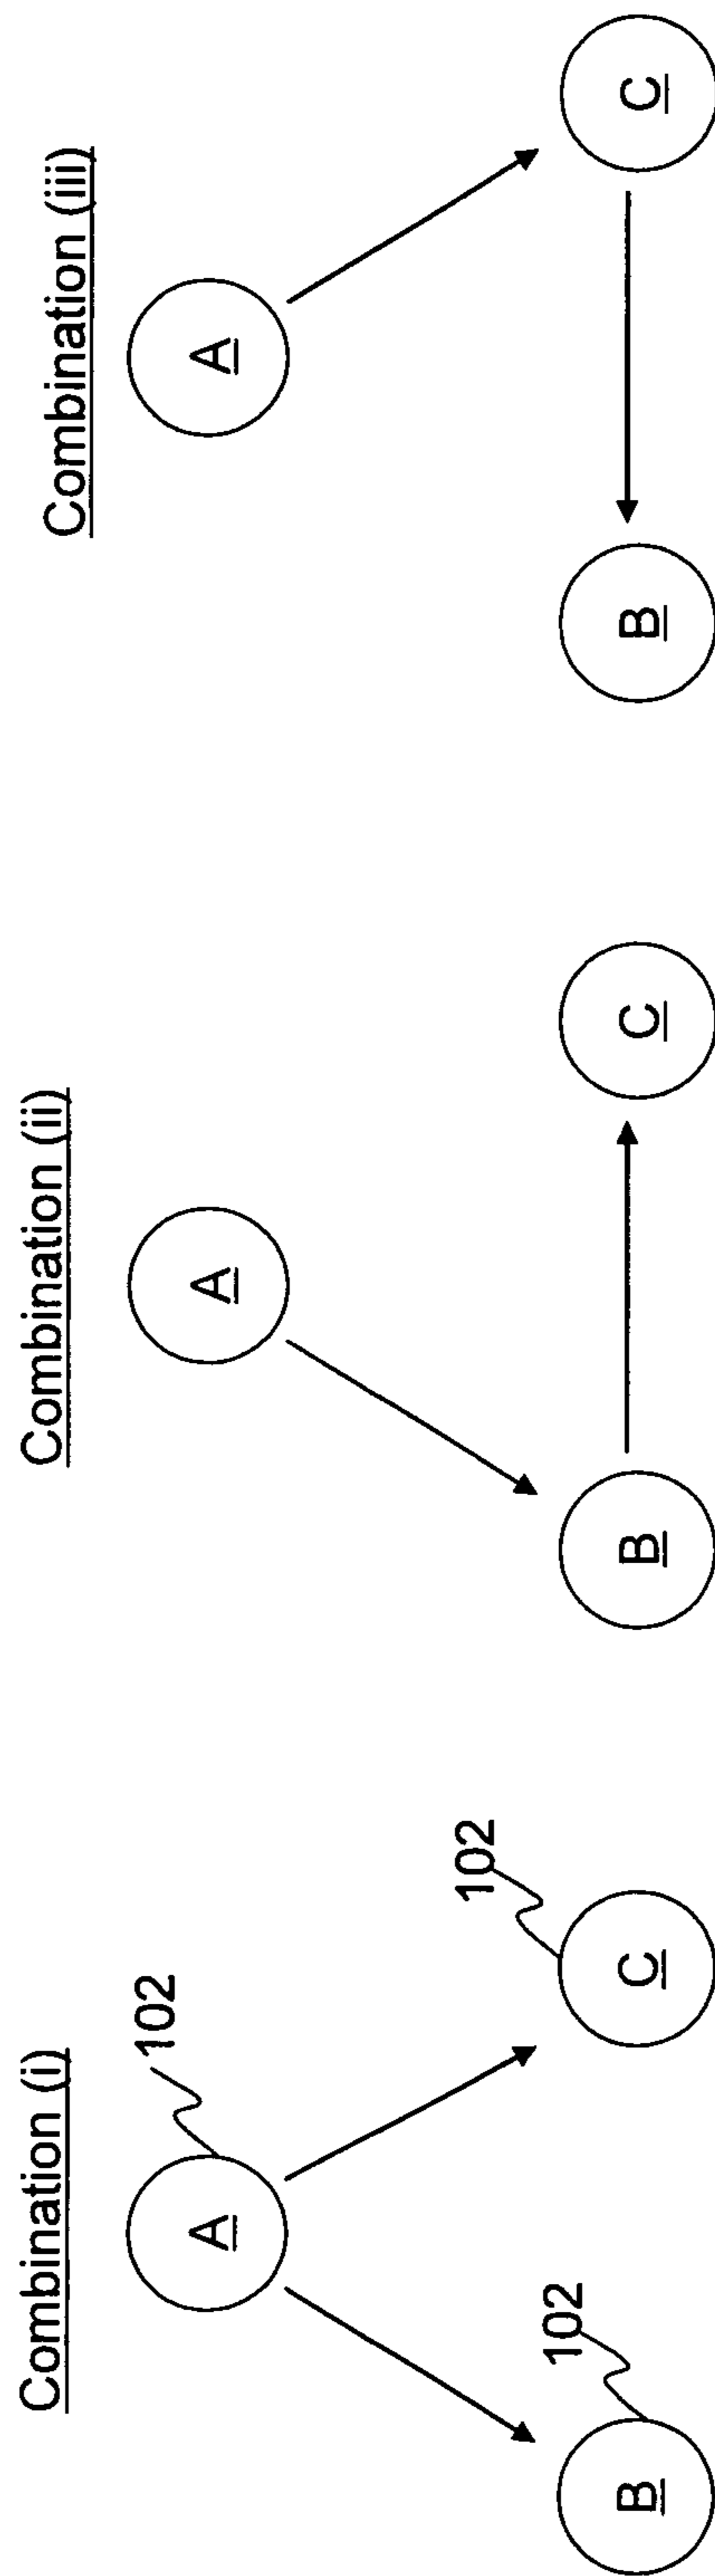 Combination (i)
A
102
B
102
C
102
Combination (ii)
A
B
C
Combination (iii)
A
B
C